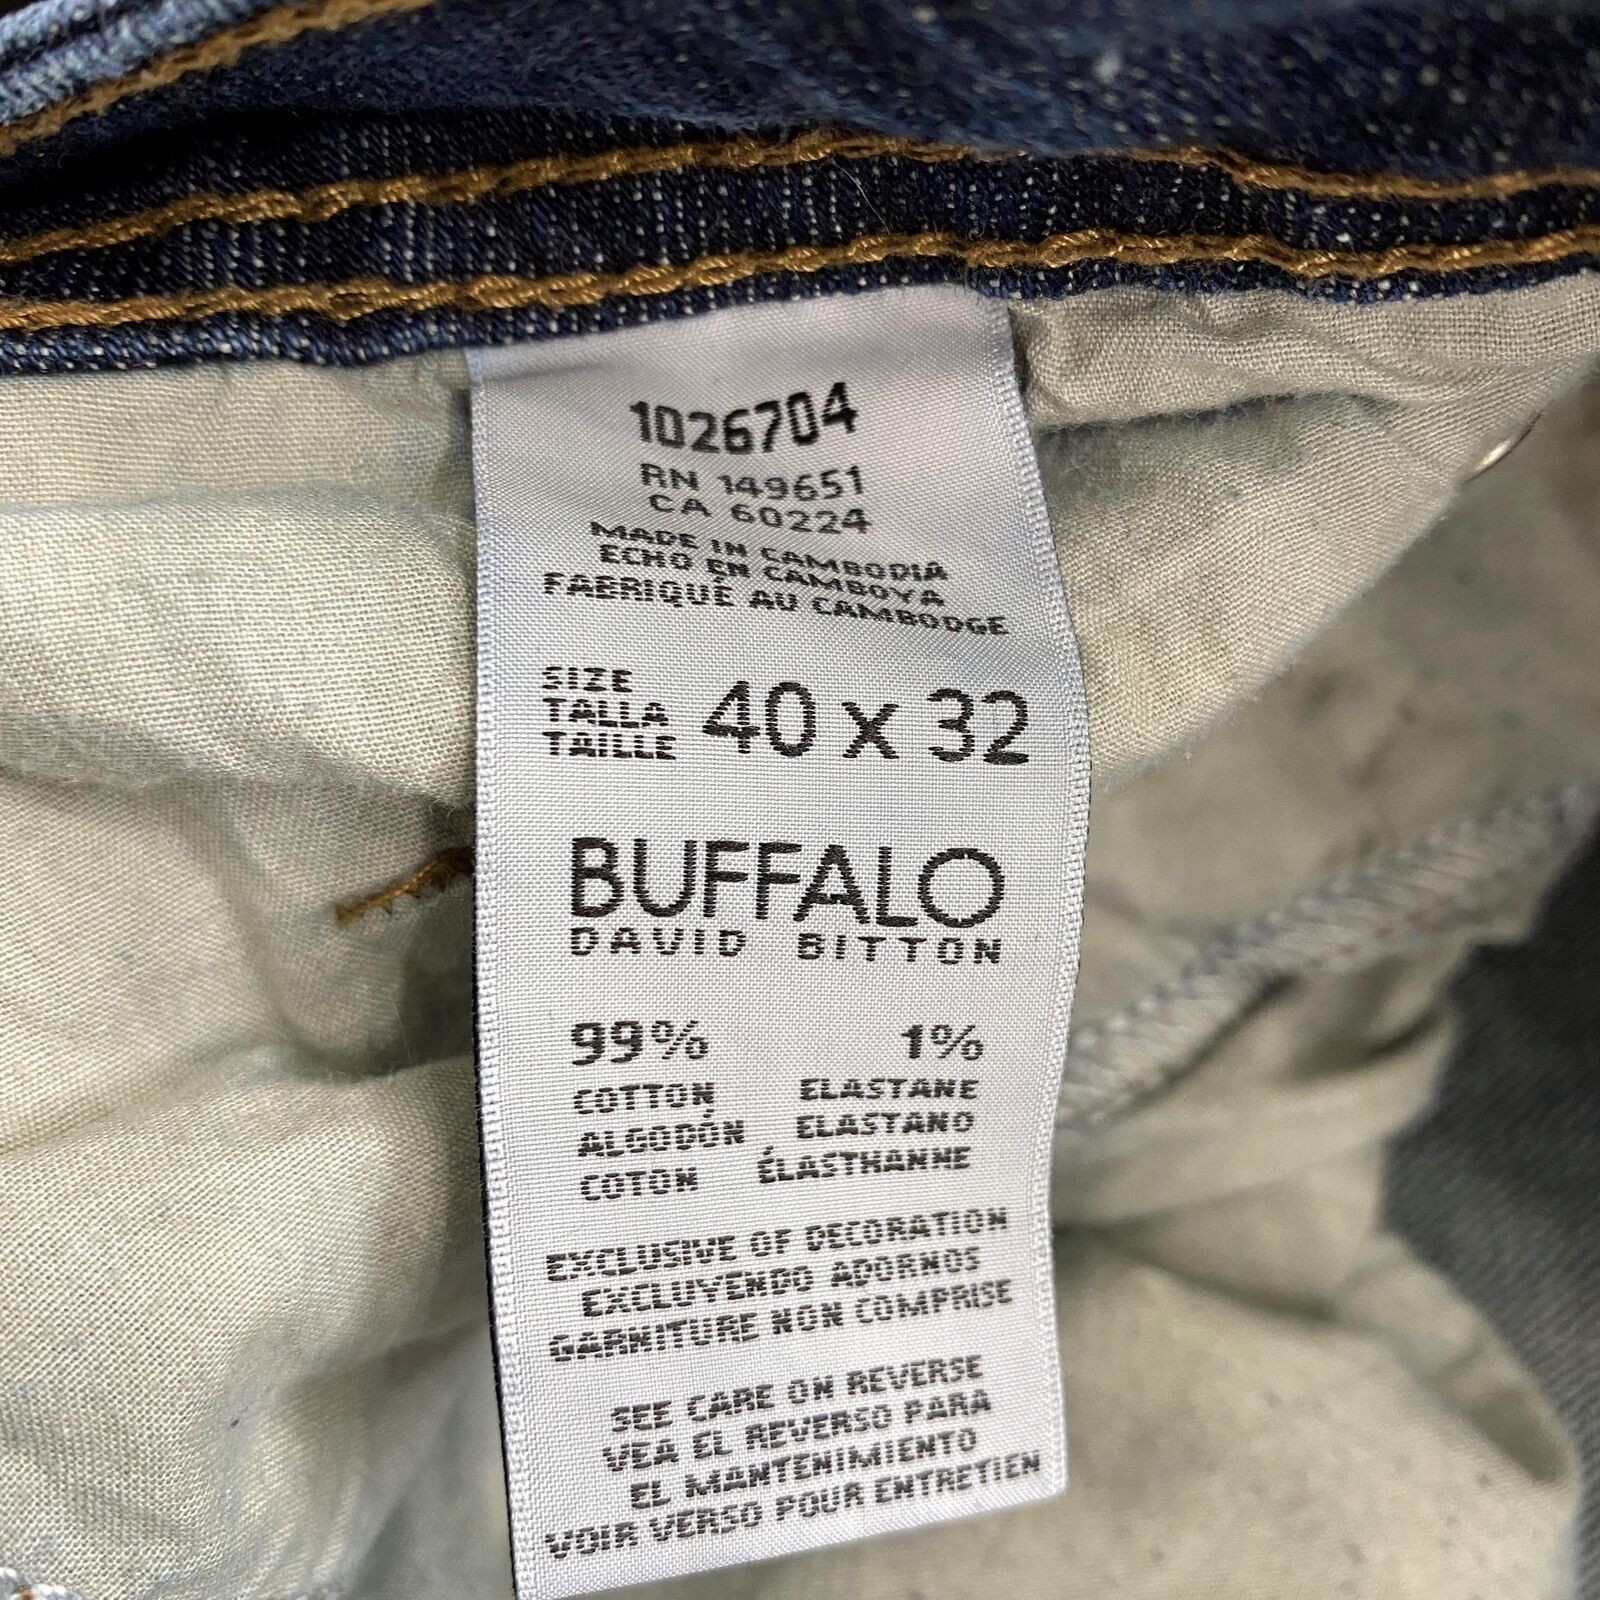 1026704
RN 149651
CA 60224
MADE IN CAMBODIA
ECHO EN CAMBOYA
FABRIQUÉ AU CAMBODGE
SIZE
TALLA
TAILLE
40 x 32
BUFFALO
DAVID BITTON
99% 1%
COTTON ELASTANE
ALGODÓN ELASTANO
COTON ÉLASTHANNE
EXCLUSIVE OF DECORATION
EXCLUYENDO ADORNOS
GARNITURE NON COMPRISE
SEE CARE ON REVERSE
VEA EL REVERSO PARA
EL MANTENIMIENTO
VOIR VERSO POUR ENTRETIEN